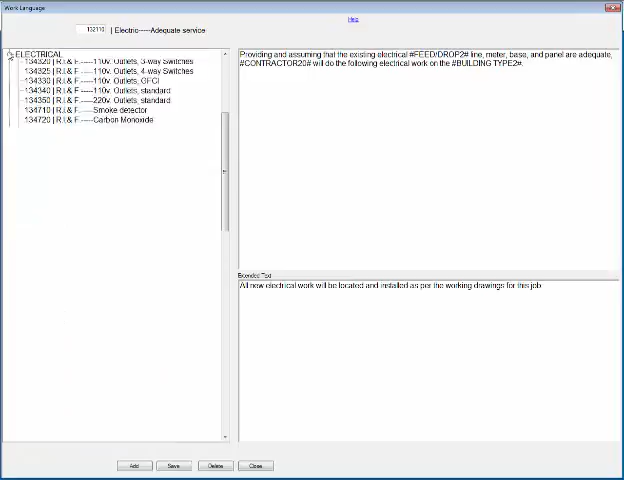 Work Language
Help
132110 | Electric-----Adequate service
ELECTRICAL
134320 | R.I.& F.-----110v. Outlets, 3-way Switches
134325 | R.I.& F.-----110v. Outlets, 4-way Switches
134330 | R.I.& F.-----110v. Outlets, GFCI
134340 | R.I.& F.-----110v. Outlets, standard
134350 | R.I.& F.-----220v. Outlets, standard
134710 | R.I.& F.-----Smoke detector
134720 | R.I.& F.-----Carbon Monoxide
Providing and assuming that the existing electrical #FEED/DROP2# line, meter, base, and panel are adequate,
#CONTRACTOR20# will do the following electrical work on the #BUILDING TYPE2#.
Extended Text
All new electrical work will be located and installed as per the working drawings for this job
Add Save Delete Close